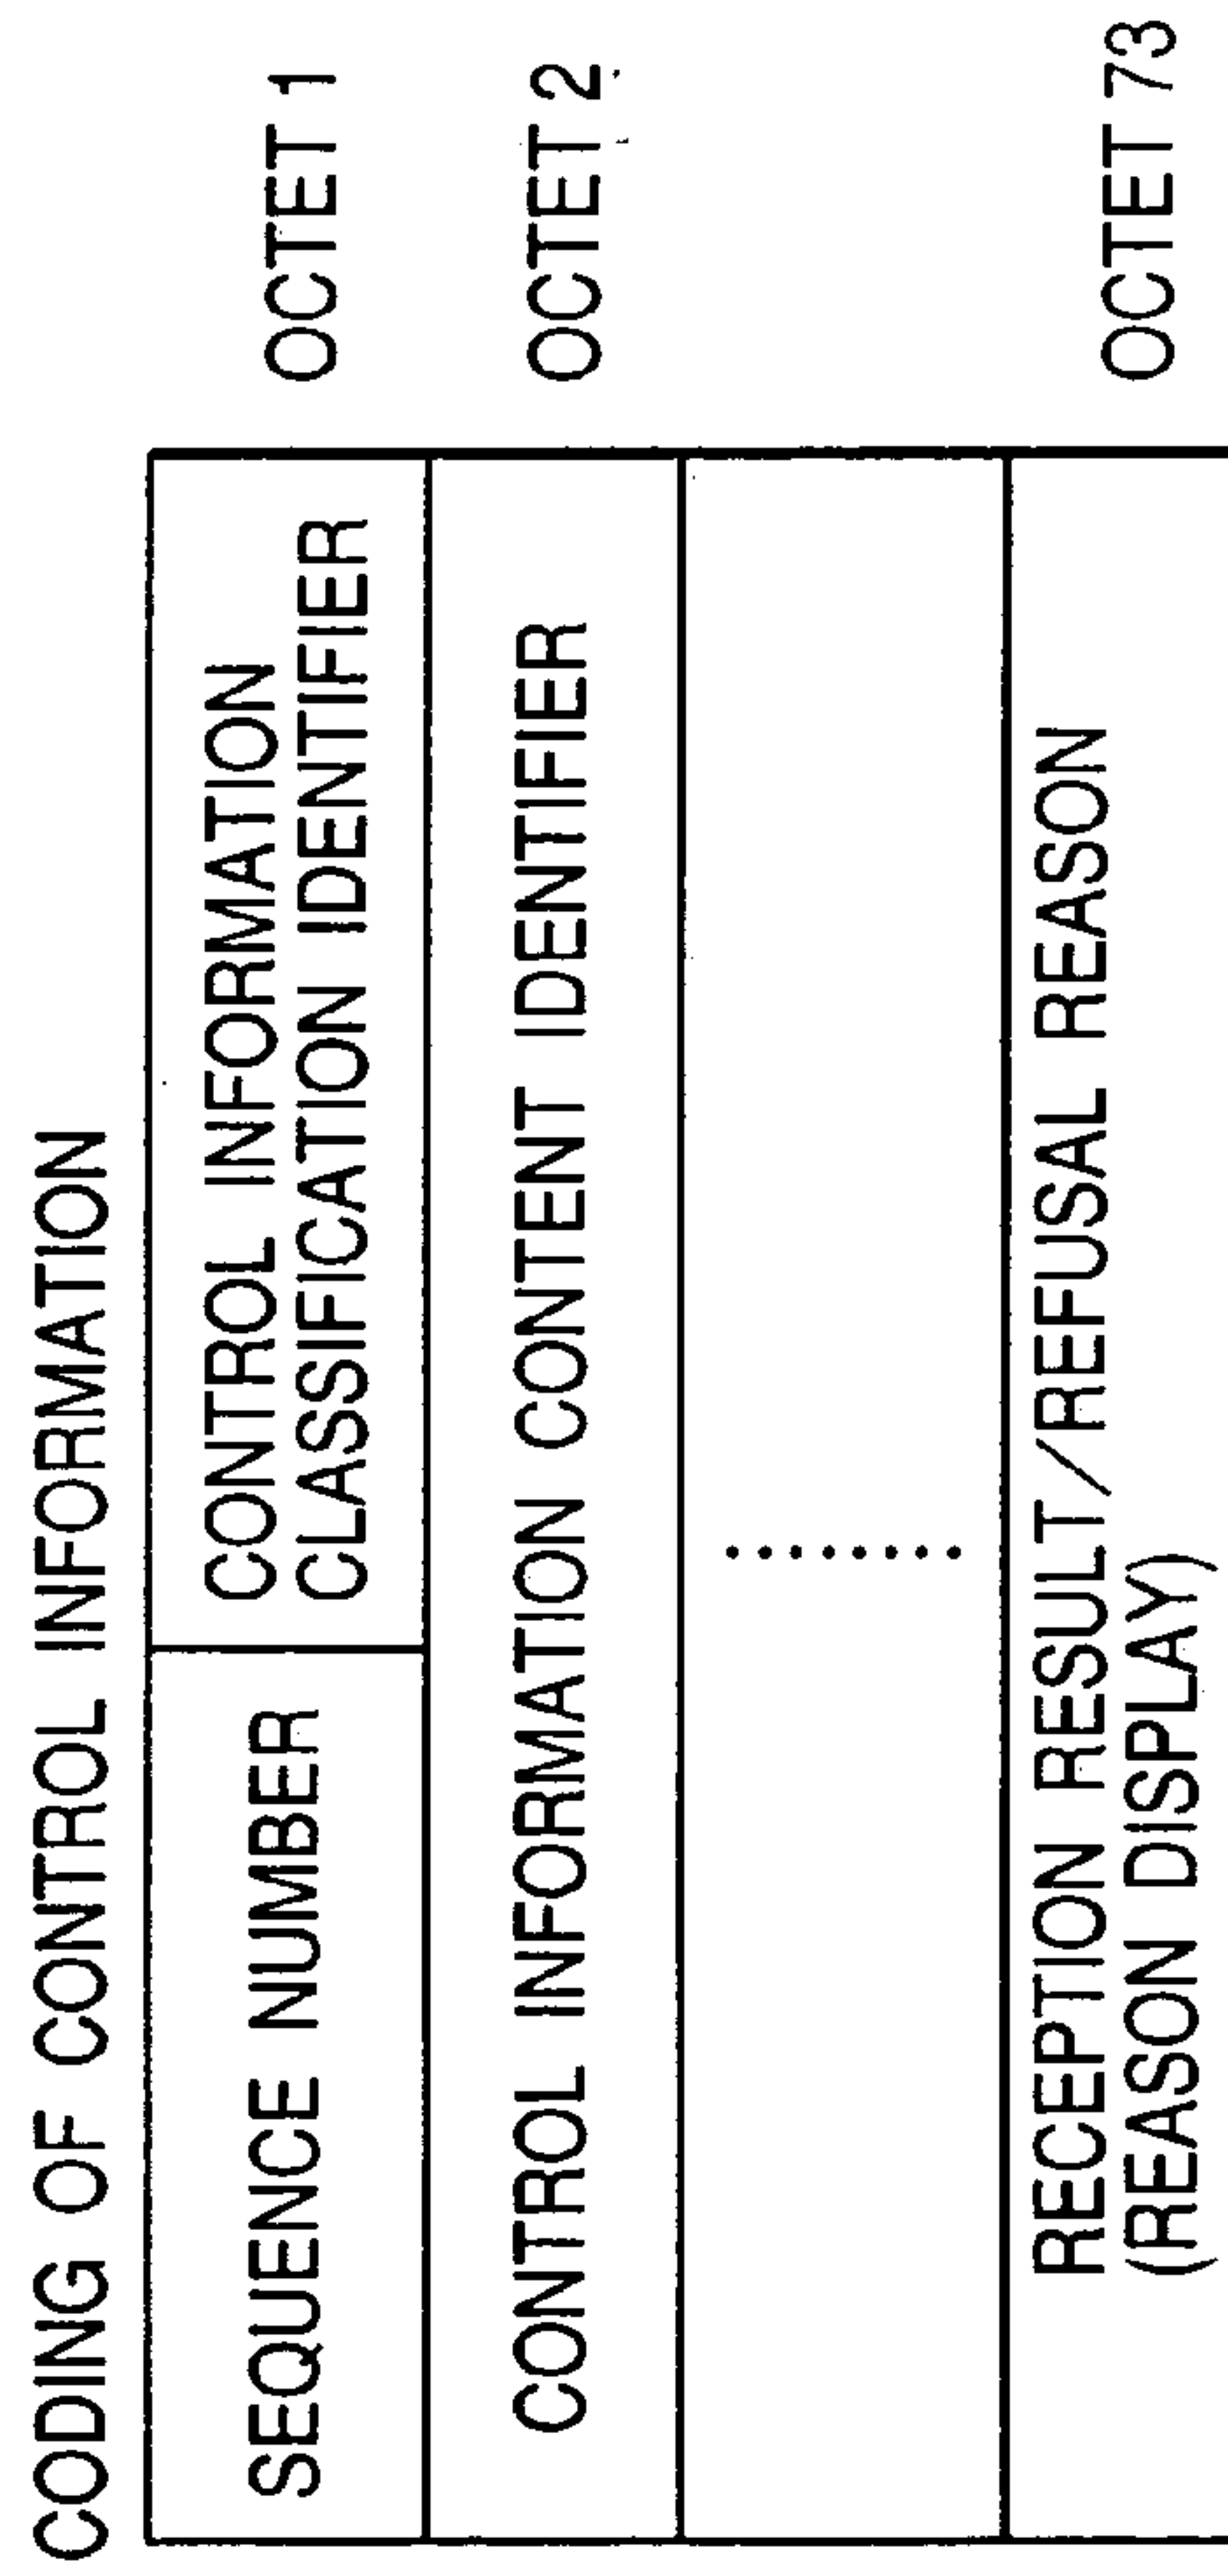 CODING OF CONTROL INFORMATION
SEQUENCE NUMBER
CONTROL INFORMATION
CLASSIFICATION IDENTIFIER
OCTET 1
CONTROL INFORMATION CONTENT IDENTIFIER
OCTET 2
........
RECEPTION RESULT/REFUSAL REASON
(REASON DISPLAY)
OCTET 73